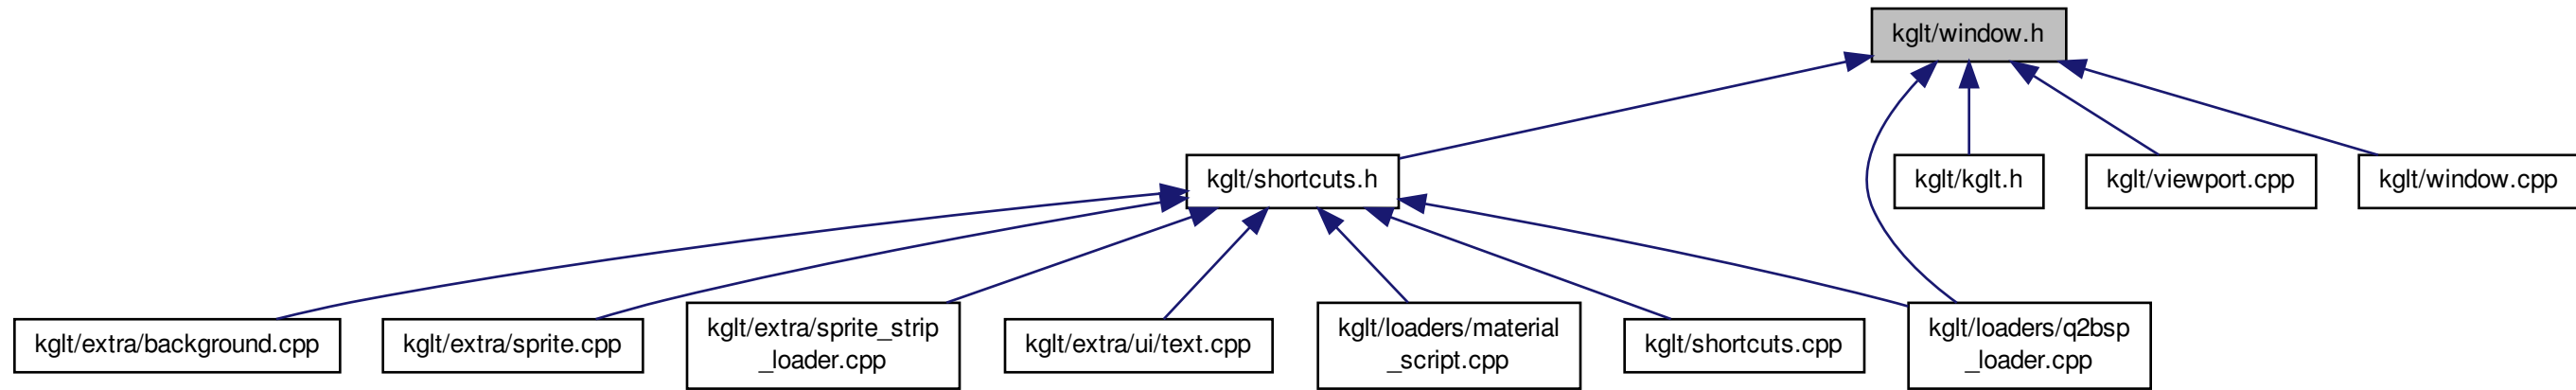 kglt/window.h
kglt/shortcuts.h
kglt/kglt.h
kglt/viewport.cpp
kglt/window.cpp
kglt/extra/background.cpp
kglt/extra/sprite.cpp
kglt/extra/sprite_strip
_loader.cpp
kglt/extra/ui/text.cpp
kglt/loaders/material
_script.cpp
kglt/shortcuts.cpp
kglt/loaders/q2bsp
_loader.cpp